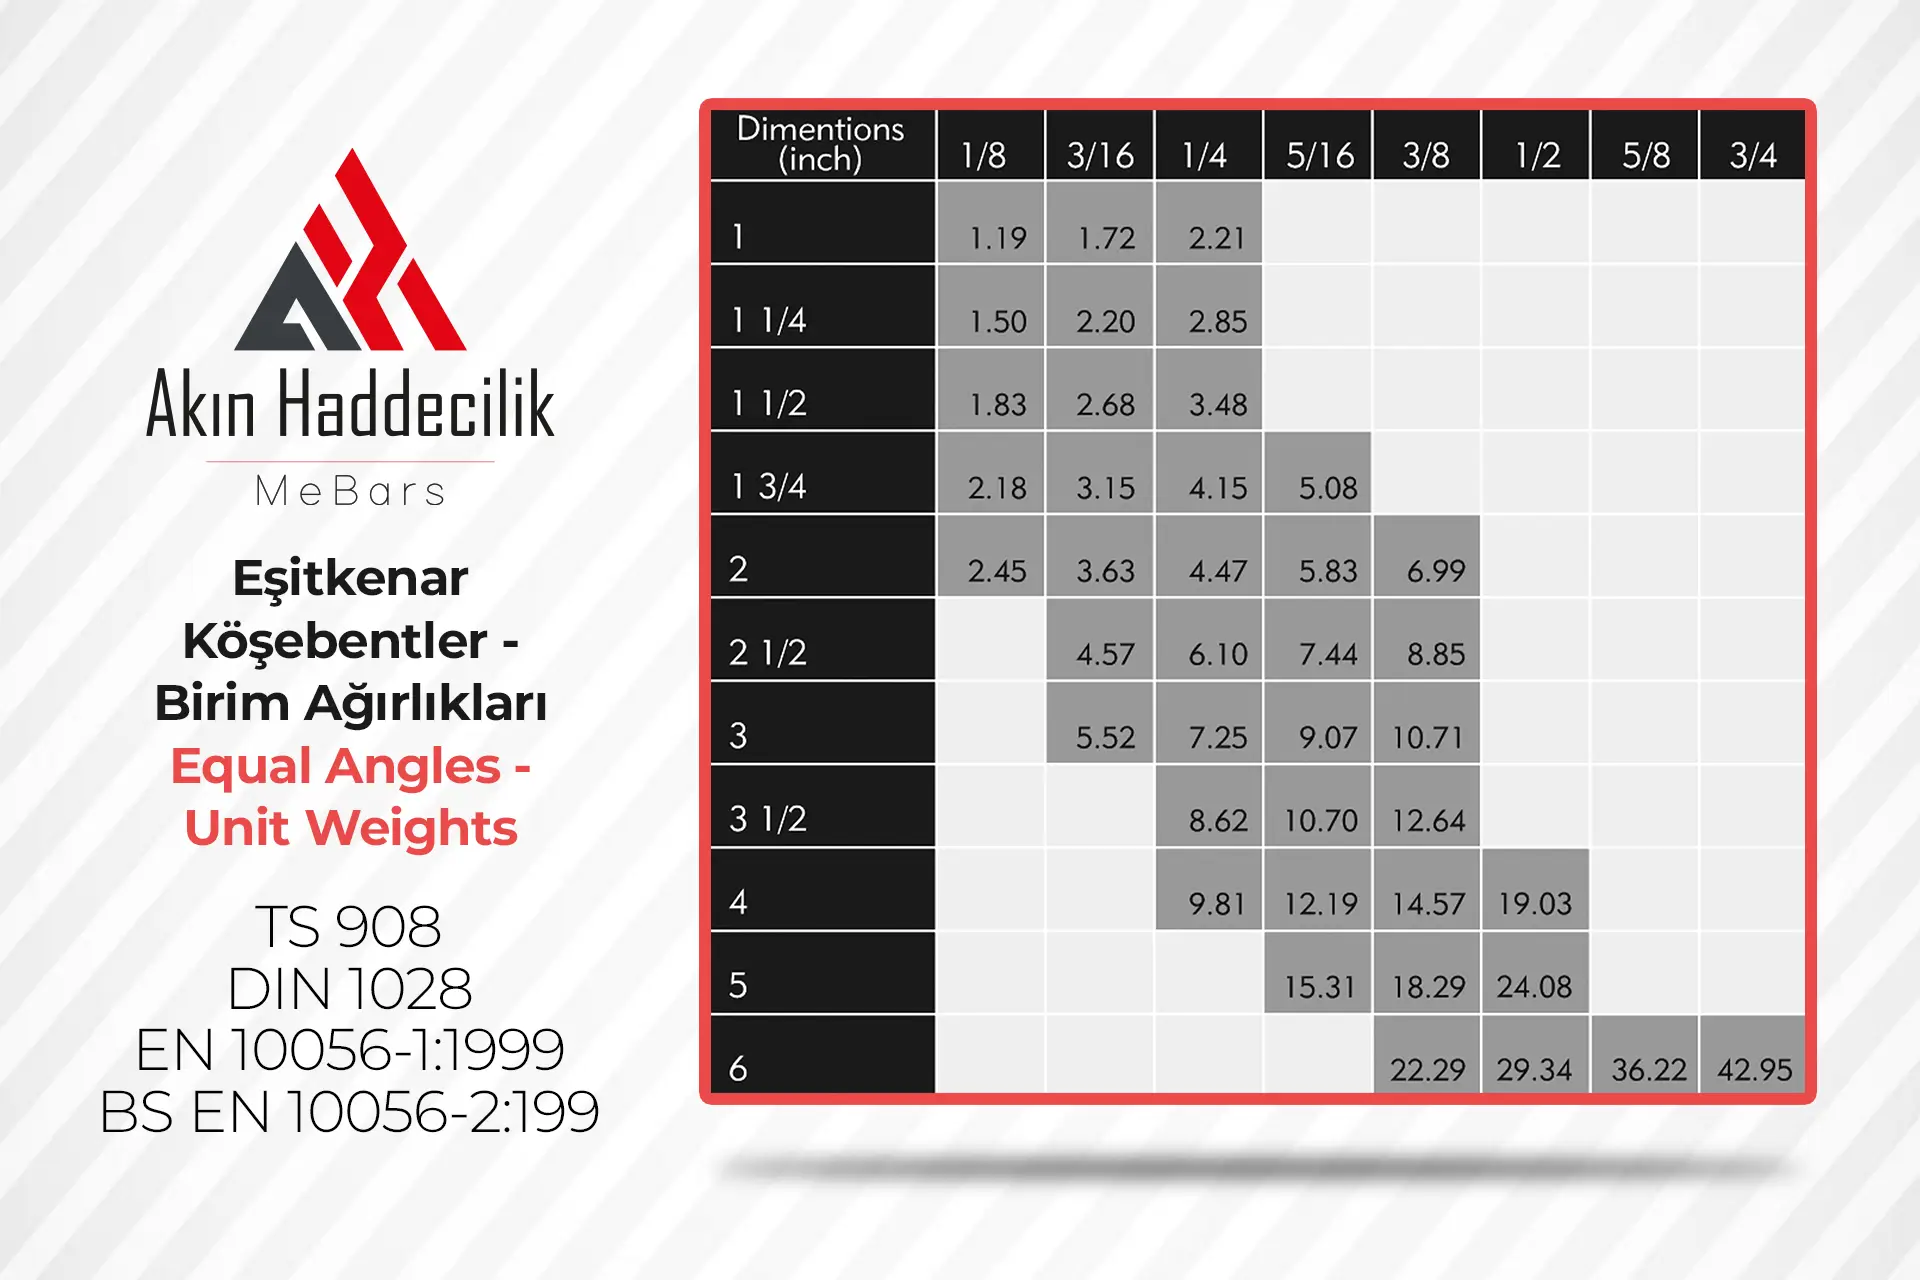 Akın Haddecilik
MeBars
Eşitkenar
Köşebentler -
Birim Ağırlıkları
Equal Angles -
Unit Weights
TS 908
DIN 1028
EN 10056-1:1999
BS EN 10056-2:199
Dimentions
(inch) 1/8 3/16 1/4 5/16 3/8 1/2 5/8 3/4
1 1.19 1.72 2.21
1 1/4 1.50 2.20 2.85
1 1/2 1.83 2.68 3.48
1 3/4 2.18 3.15 4.15 5.08
2 2.45 3.63 4.47 5.83 6.99
2 1/2 4.57 6.10 7.44 8.85
3 5.52 7.25 9.07 10.71
3 1/2 8.62 10.70 12.64
4 9.81 12.19 14.57 19.03
5 15.31 18.29 24.08
6 22.29 29.34 36.22 42.95